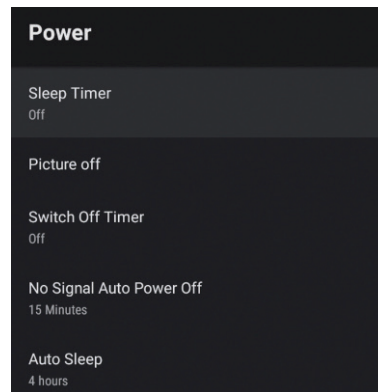 Power
Sleep Timer
Off
Picture off
Switch Off Timer
Off
No Signal Auto Power Off
15 Minutes
Auto Sleep
4 hours